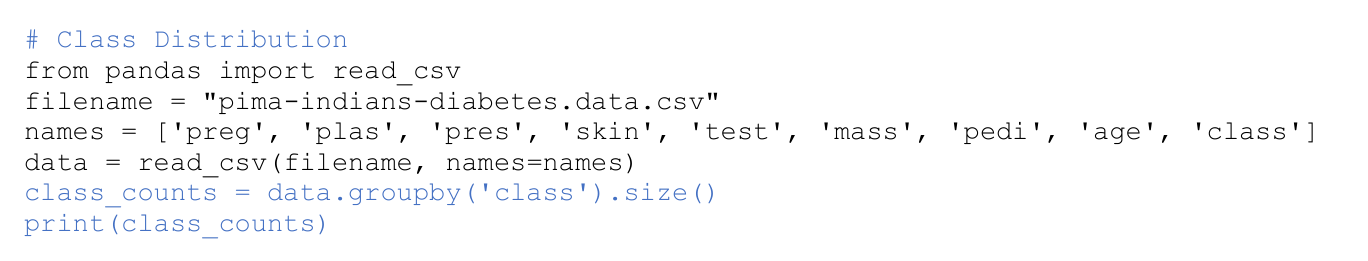 # Class Distribution
from pandas import read_csv
filename = "pima-indians-diabetes.data.csv"
names = ['preg', 'plas', 'pres', 'skin', 'test', 'mass', 'pedi', 'age', 'class']
data = read_csv(filename, names=names)
class_counts = data.groupby('class').size()
print(class_counts)